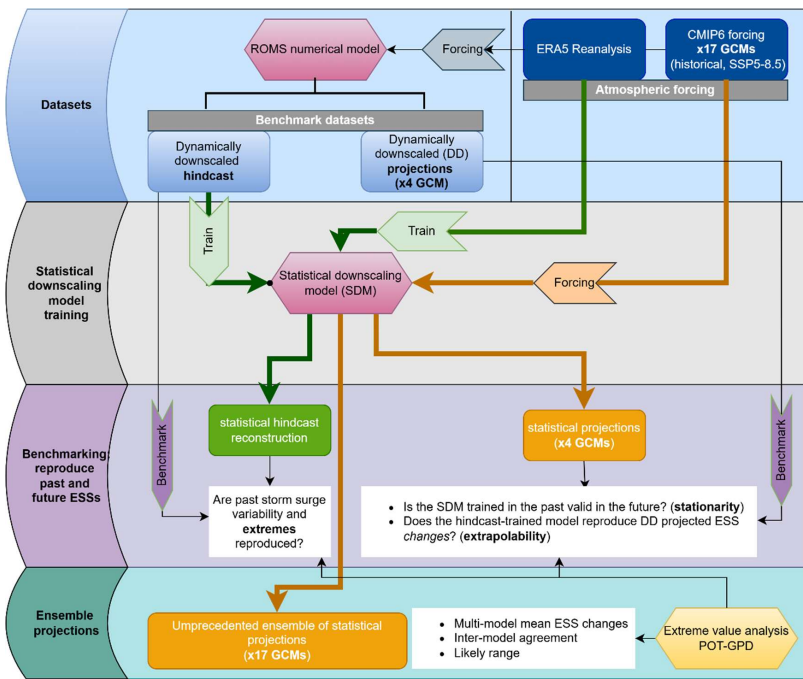 Datasets
ROMS numerical model
Forcing
ERA5 Reanalysis
CMIP6 forcing
x17 GCMs
(historical, SSP5-8.5)
Atmospheric forcing
Benchmark datasets
Dynamically
downscaled
hindcast
Dynamically
downscaled (DD)
projections
(x4 GCM)
Statistical
downscaling
model
training
Train
Train
Statistical downscaling
model (SDM)
Forcing
Benchmarking:
reproduce
past and
future ESSs
Benchmark
statistical hindcast
reconstruction
statistical projections
(x4 GCMs)
Benchmark
Are past storm surge
variability and
extremes
reproduced?
• Is the SDM trained in the past valid in the future? (stationarity)
• Does the hindcast-trained model reproduce DD projected ESS
changes? (extrapolability)
Ensemble
projections
Unprecedented ensemble of statistical
projections
(x17 GCMs)
• Multi-model mean ESS changes
• Inter-model agreement
• Likely range
Extreme value analysis
POT-GPD